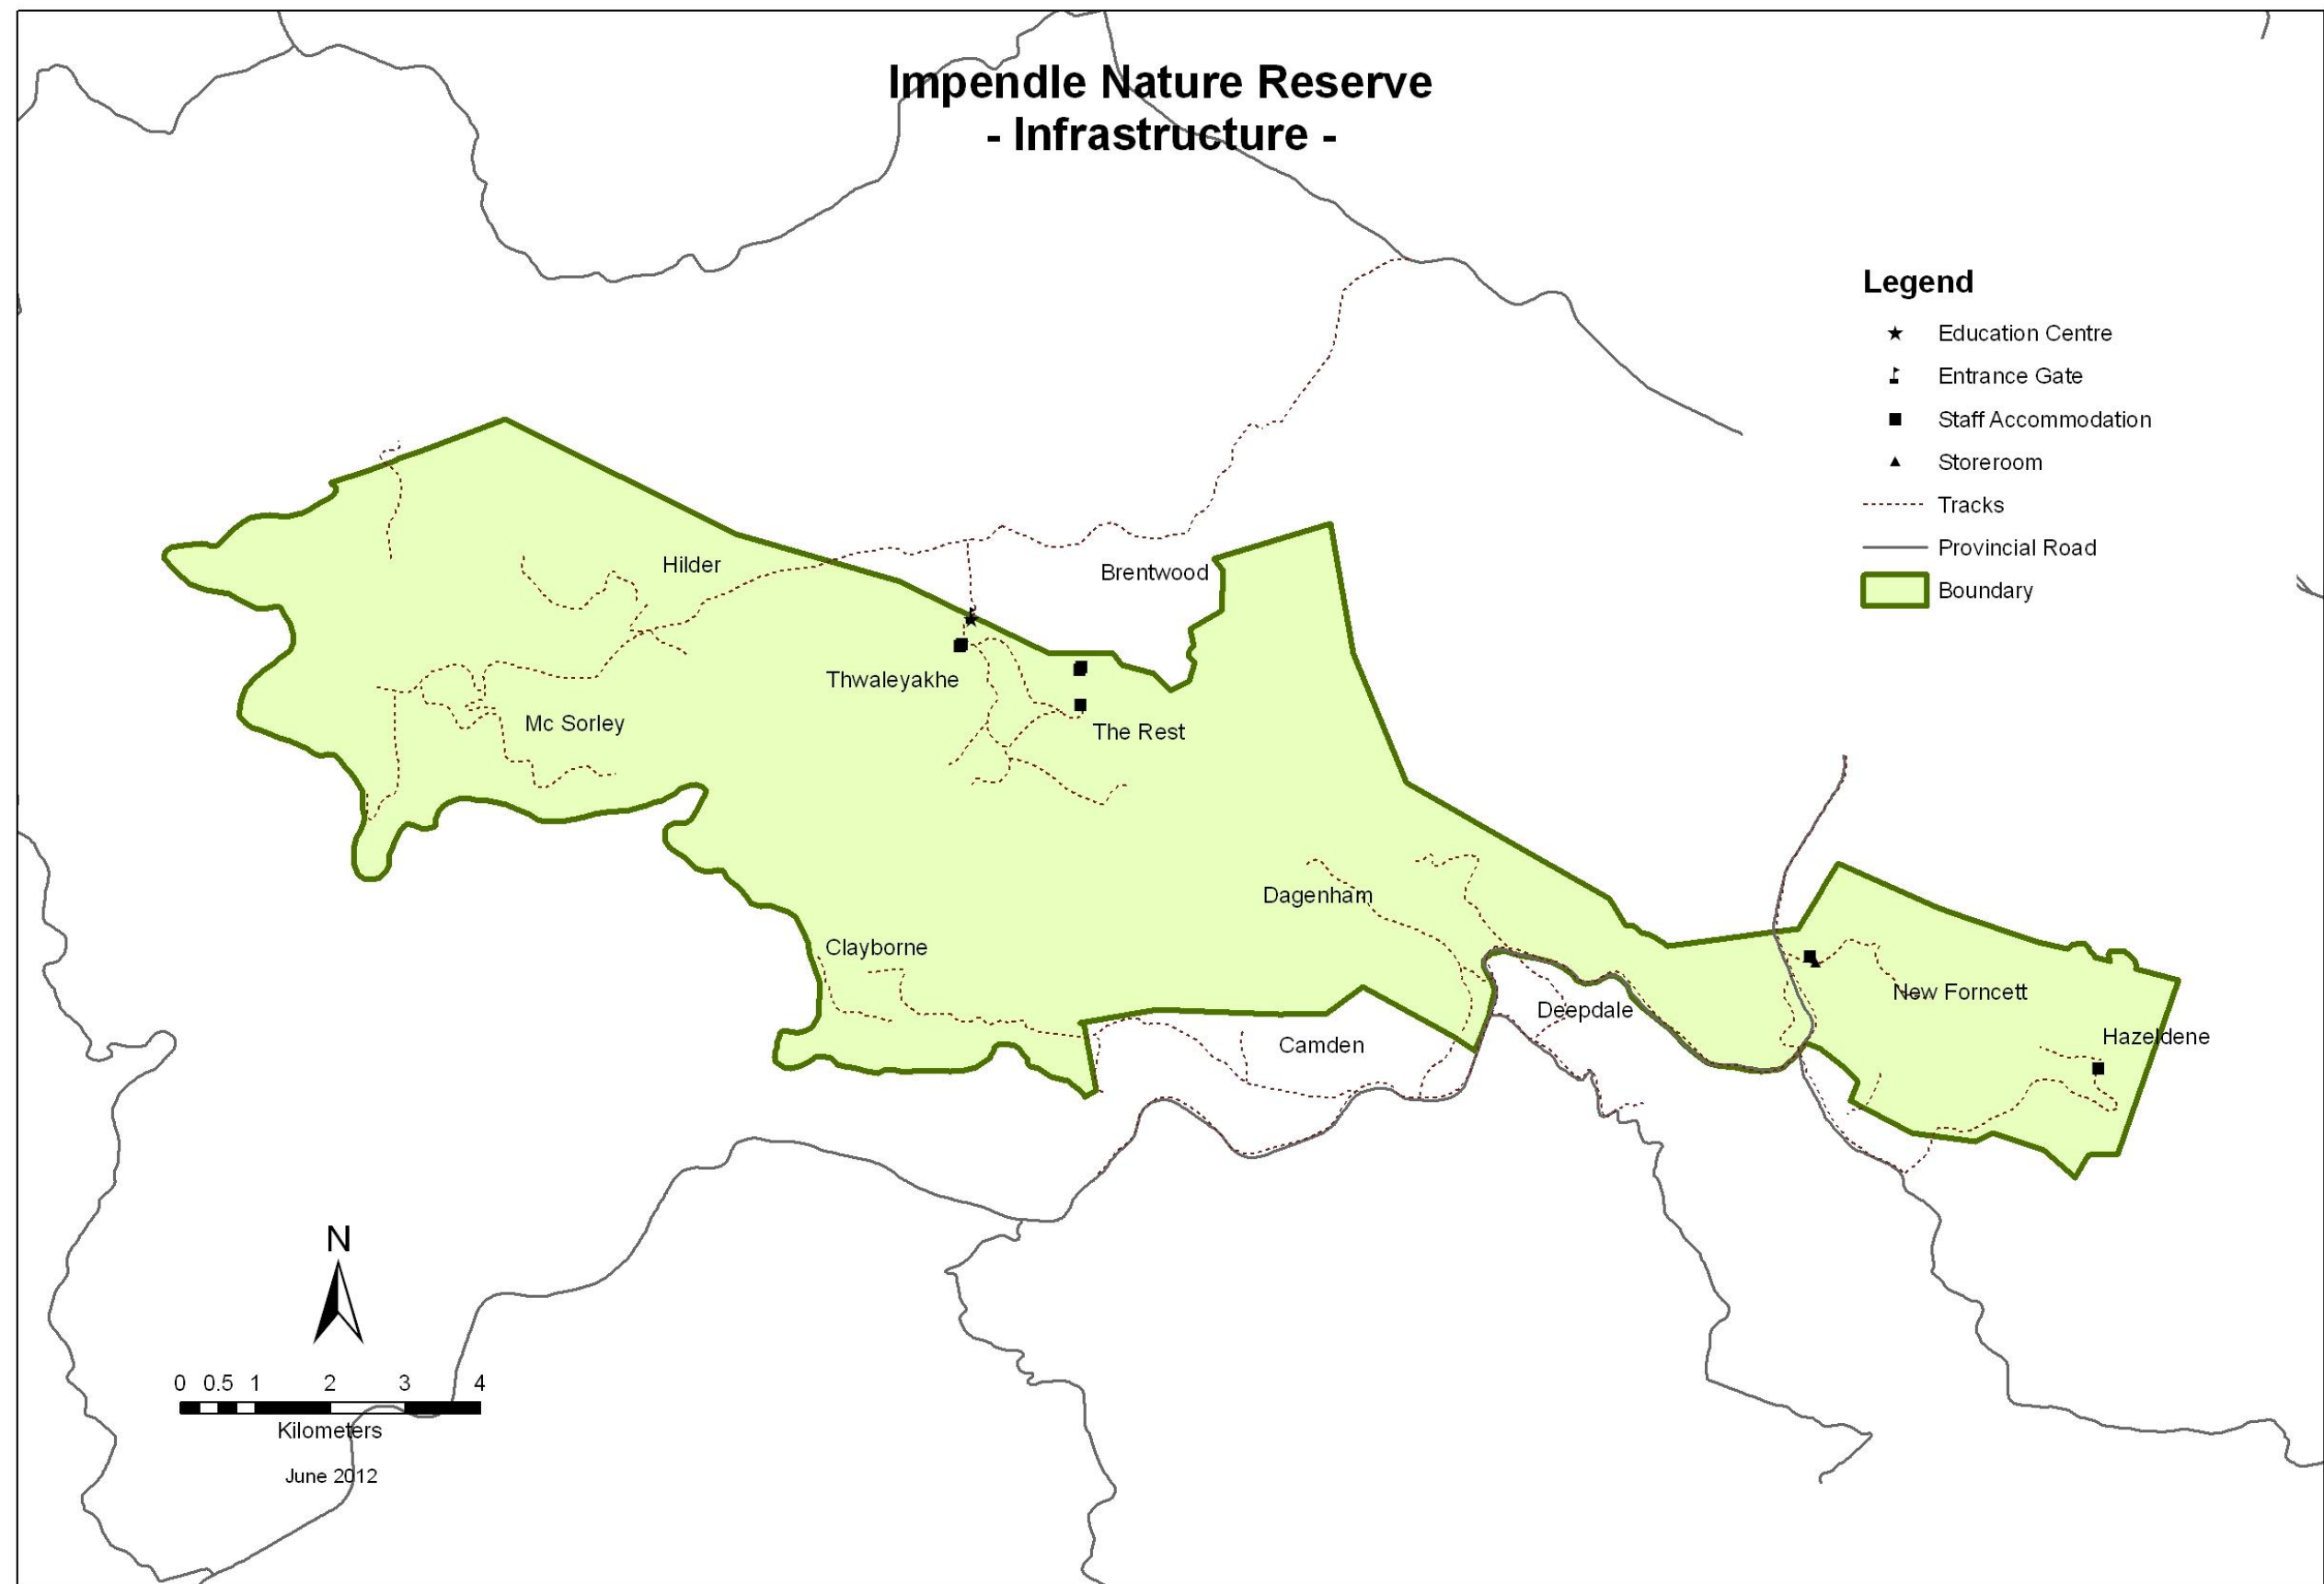 Impendle Nature Reserve
- Infrastructure -
Legend
Education Centre
Entrance Gate
Staff Accommodation
Storeroom
Tracks
Provincial Road
Boundary
Hilder
Brentwood
Thwaleyakhe
Mc Sorley
The Rest
Dagenham
Clayborne
New Forncett
Deepdale
Hazeldene
Camden
N
0 0.5 1 2 3 4
Kilometers
June 2012